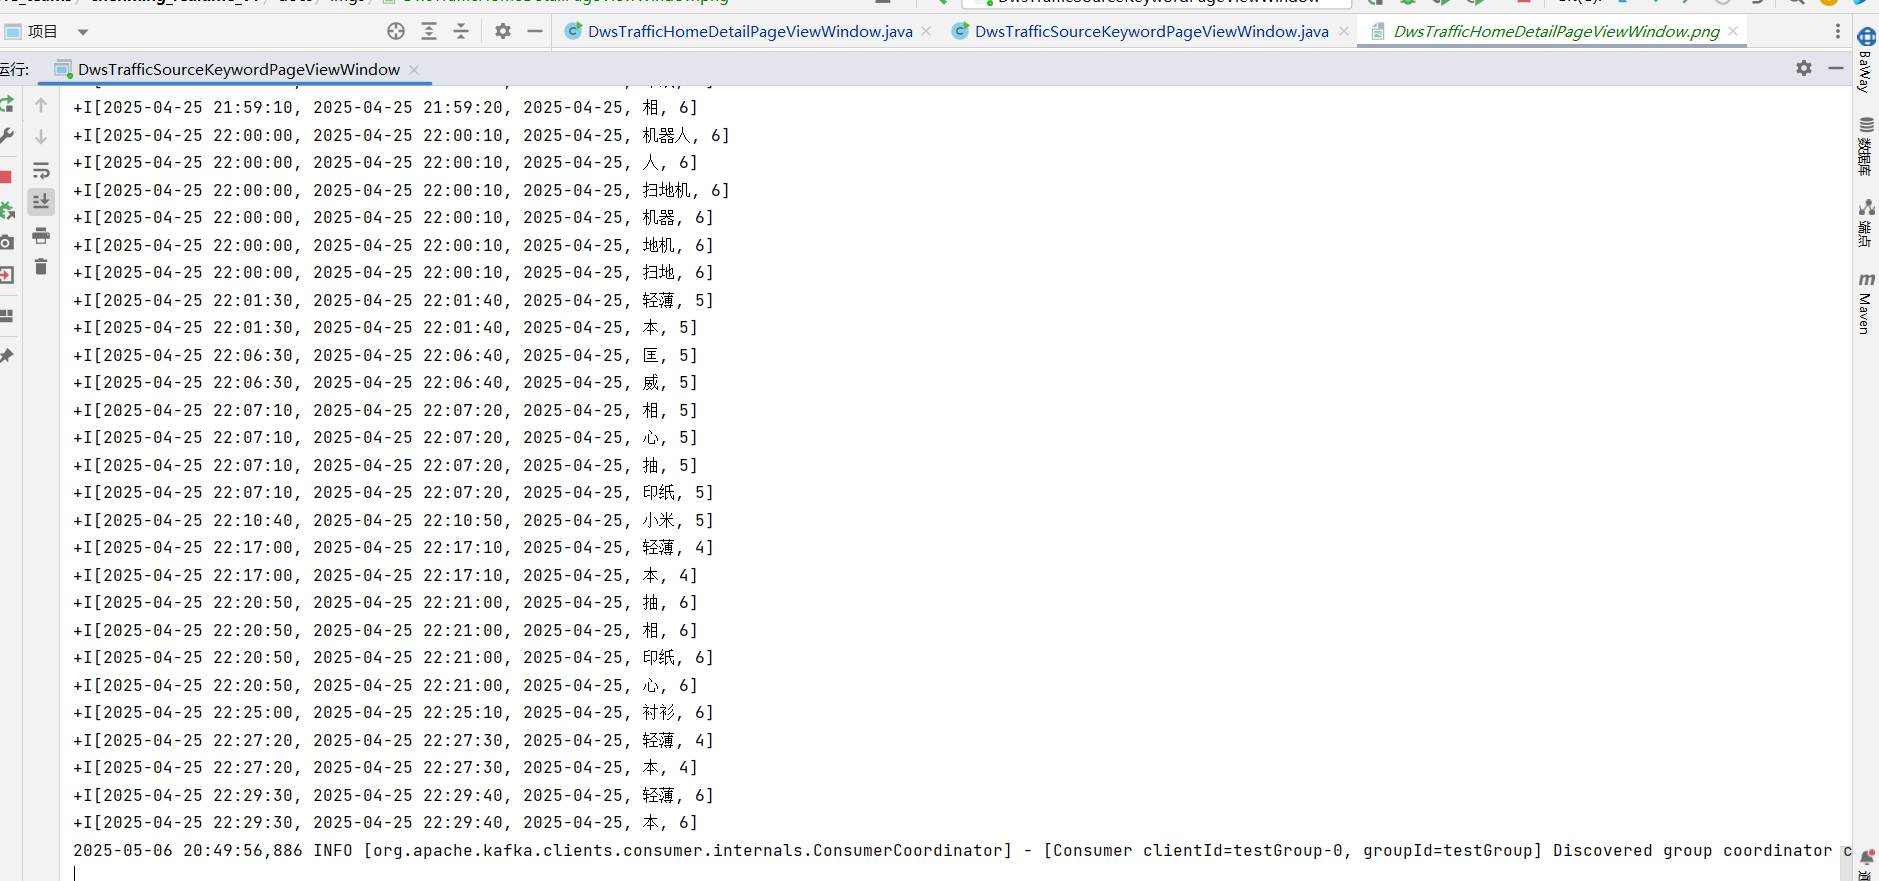 项目
DwsTrafficHomeDetailPageViewWindow.java
DwsTrafficSourceKeywordPageViewWindow.java
DwsTrafficHomeDetailPageViewWindow.png
运行:
DwsTrafficSourceKeywordPageViewWindow
+I[2025-04-25 21:59:10, 2025-04-25 21:59:20, 2025-04-25, 相, 6]
+I[2025-04-25 22:00:00, 2025-04-25 22:00:10, 2025-04-25, 机器人, 6]
+I[2025-04-25 22:00:00, 2025-04-25 22:00:10, 2025-04-25, 人, 6]
+I[2025-04-25 22:00:00, 2025-04-25 22:00:10, 2025-04-25, 扫地机, 6]
+I[2025-04-25 22:00:00, 2025-04-25 22:00:10, 2025-04-25, 机器, 6]
+I[2025-04-25 22:00:00, 2025-04-25 22:00:10, 2025-04-25, 地机, 6]
+I[2025-04-25 22:00:00, 2025-04-25 22:00:10, 2025-04-25, 扫地, 6]
+I[2025-04-25 22:01:30, 2025-04-25 22:01:40, 2025-04-25, 轻薄, 5]
+I[2025-04-25 22:01:30, 2025-04-25 22:01:40, 2025-04-25, 本, 5]
+I[2025-04-25 22:06:30, 2025-04-25 22:06:40, 2025-04-25, 匡, 5]
+I[2025-04-25 22:06:30, 2025-04-25 22:06:40, 2025-04-25, 威, 5]
+I[2025-04-25 22:07:10, 2025-04-25 22:07:20, 2025-04-25, 相, 5]
+I[2025-04-25 22:07:10, 2025-04-25 22:07:20, 2025-04-25, 心, 5]
+I[2025-04-25 22:07:10, 2025-04-25 22:07:20, 2025-04-25, 抽, 5]
+I[2025-04-25 22:07:10, 2025-04-25 22:07:20, 2025-04-25, 印纸, 5]
+I[2025-04-25 22:10:40, 2025-04-25 22:10:50, 2025-04-25, 小米, 5]
+I[2025-04-25 22:17:00, 2025-04-25 22:17:10, 2025-04-25, 轻薄, 4]
+I[2025-04-25 22:17:00, 2025-04-25 22:17:10, 2025-04-25, 本, 4]
+I[2025-04-25 22:20:50, 2025-04-25 22:21:00, 2025-04-25, 抽, 6]
+I[2025-04-25 22:20:50, 2025-04-25 22:21:00, 2025-04-25, 相, 6]
+I[2025-04-25 22:20:50, 2025-04-25 22:21:00, 2025-04-25, 印纸, 6]
+I[2025-04-25 22:20:50, 2025-04-25 22:21:00, 2025-04-25, 心, 6]
+I[2025-04-25 22:25:00, 2025-04-25 22:25:10, 2025-04-25, 衬衫, 6]
+I[2025-04-25 22:27:20, 2025-04-25 22:27:30, 2025-04-25, 轻薄, 4]
+I[2025-04-25 22:27:20, 2025-04-25 22:27:30, 2025-04-25, 本, 4]
+I[2025-04-25 22:29:30, 2025-04-25 22:29:40, 2025-04-25, 轻薄, 6]
+I[2025-04-25 22:29:30, 2025-04-25 22:29:40, 2025-04-25, 本, 6]
2025-05-06 20:49:56,886 INFO [org.apache.kafka.clients.consumer.internals.ConsumerCoordinator] - [Consumer clientId=testGroup-0, groupId=testGroup] Discovered group coordinator c
BaWay
数据库
端点
Maven